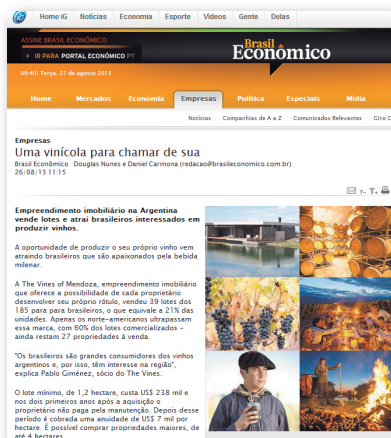 iG Home iG Notícias Economia Esporte Vídeos Gente Delas
ASSINE BRASIL ECONÔMICO
IR PARA PORTAL ECONÓMICO PT
Brasil
Económico
09:40| Terça, 27 de agosto 2013
Home Mercados Economia Empresas Política Especiais Mídia
Notícias Companhias de A a Z Comunicados Relevantes Giro C
Empresas
Uma vinícola para chamar de sua
Brasil Econômico Douglas Nunes e Daniel Carmona (redacao@brasileconomico.com.br)
26/08/13 11:15
T- T+
Empreendimento imobiliário na Argentina
vende lotes e atrai brasileiros interessados em
produzir vinhos.
A oportunidade de produzir o seu próprio vinho vem
atraindo brasileiros que são apaixonados pela bebida
milenar.
A The Vines of Mendoza, empreendimento imobiliário
que oferece a possibilidade de cada proprietário
desenvolver seu próprio rótulo, vendeu 39 lotes dos
185 para para brasileiros, o que equivale a 21% das
unidades. Apenas os norte-americanos ultrapassam
essa marca, com 60% dos lotes comercializados -
ainda restam 27 propriedades à venda.
"Os brasileiros são grandes consumidores dos vinhos
argentinos e, por isso, têm interesse na região",
explica Pablo Giménez, sócio do The Vines.
O lote mínimo, de 1,2 hectare, custa US$ 238 mil e
nos dois primeiros anos após a aquisição o
proprietário não paga pela manutenção. Depois desse
período é cobrada uma anuidade de US$ 7 mil por
hectare. É possível comprar propriedades maiores, de
até 4 hectares.